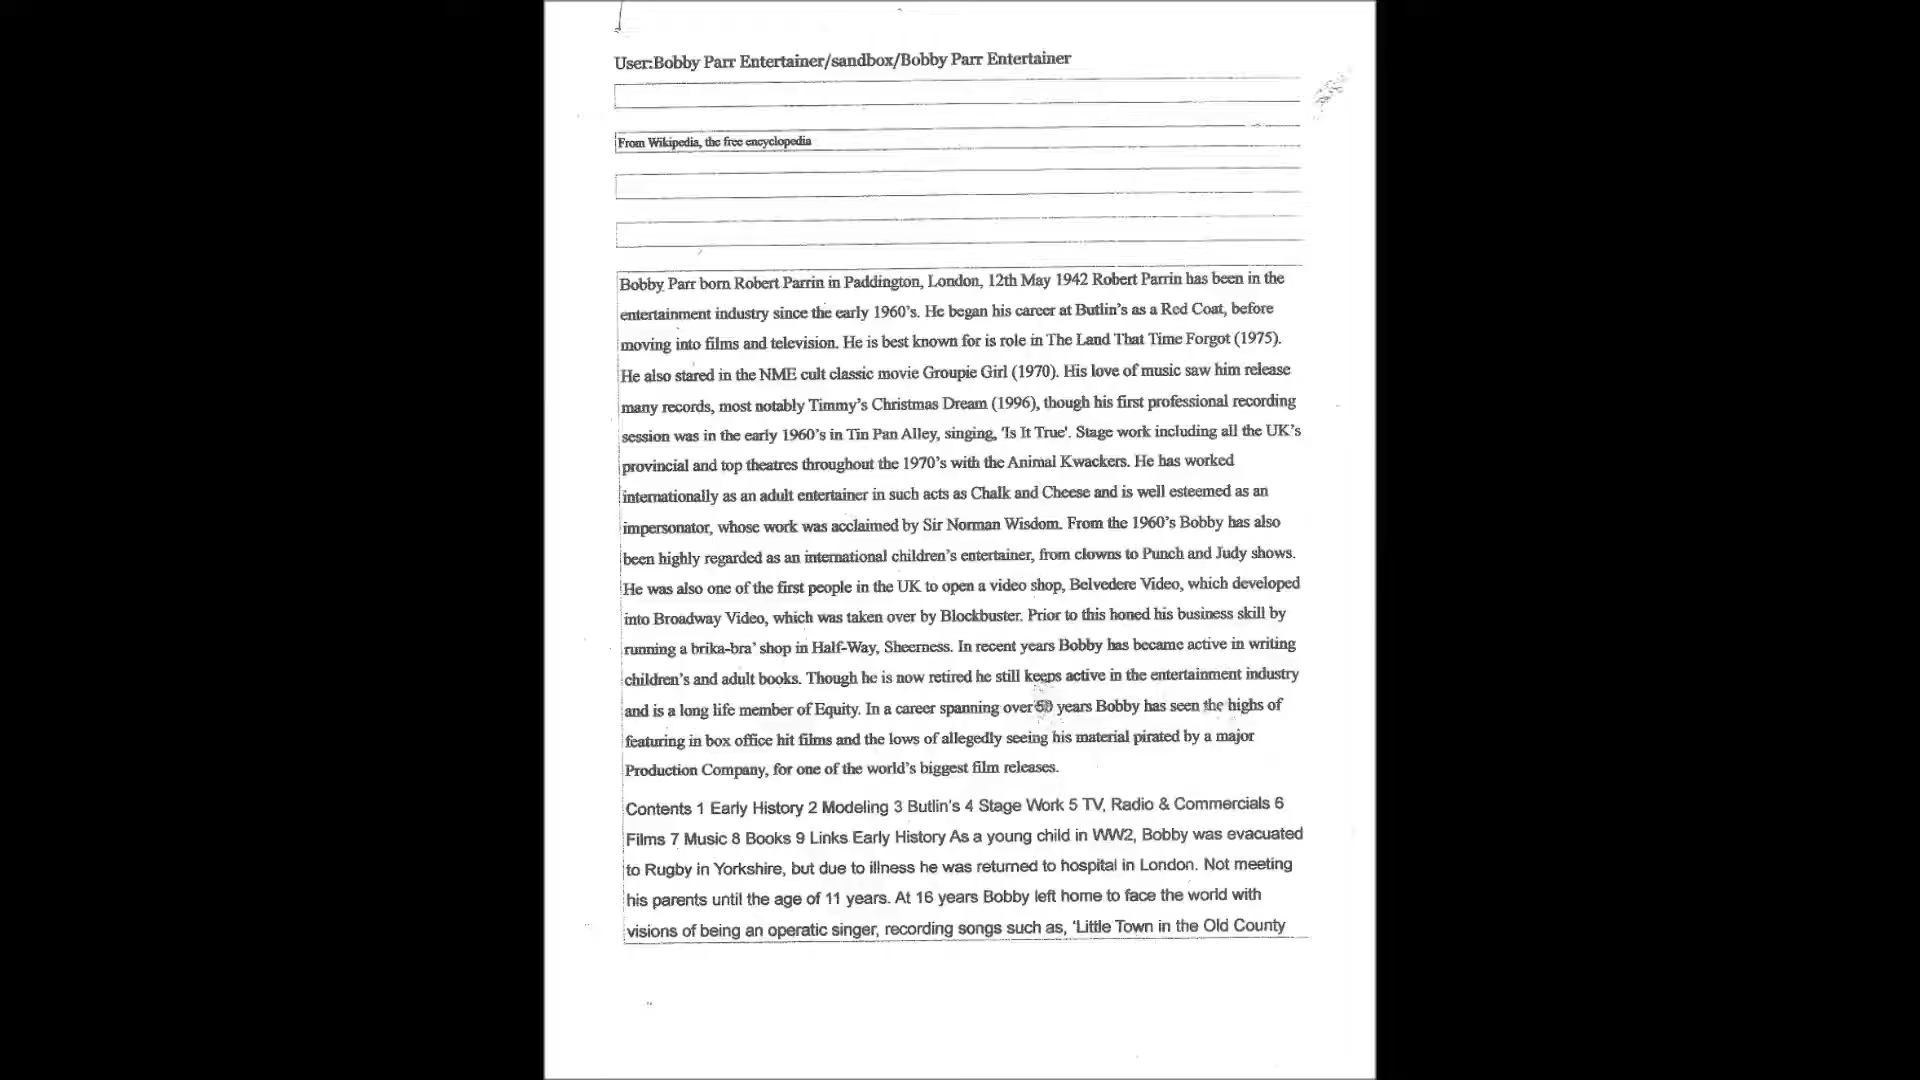 User:Bobby Parr Entertainer/sandbox/Bobby Parr Entertainer
From Wikipedia, the free encyclopedia
Bobby Parr born Robert Parrin in Paddington, London, 12th May 1942 Robert Parrin has been in the
entertainment industry since the early 1960's. He began his career at Butlin's as a Red Coat, before
moving into films and television. He is best known for is role in The Land That Time Forgot (1975).
He also stared in the NME cult classic movie Groupie Girl (1970). His love of music saw him release
many records, most notably Timmy's Christmas Dream (1996), though his first professional recording
session was in the early 1960's in Tin Pan Alley, singing, 'Is It True'. Stage work including all the UK's
provincial and top theatres throughout the 1970's with the Animal Kwackers. He has worked
internationally as an adult entertainer in such acts as Chalk and Cheese and is well esteemed as an
impersonator, whose work was acclaimed by Sir Norman Wisdom. From the 1960's Bobby has also
been highly regarded as an international children's entertainer, from clowns to Punch and Judy shows.
He was also one of the first people in the UK to open a video shop, Belvedere Video, which developed
into Broadway Video, which was taken over by Blockbuster. Prior to this honed his business skill by
running a brika-bra' shop in Half-Way, Sheerness. In recent years Bobby has became active in writing
children's and adult books. Though he is now retired he still keeps active in the entertainment industry
and is a long life member of Equity. In a career spanning over years Bobby has seen the highs of
featuring in box office hit films and the lows of allegedly seeing his material pirated by a major
Production Company, for one of the world's biggest film releases.
Contents 1 Early History 2 Modeling 3 Butlin's 4 Stage Work 5 TV, Radio & Commercials 6
Films 7 Music 8 Books 9 Links Early History As a young child in WW2, Bobby was evacuated
to Rugby in Yorkshire, but due to illness he was returned to hospital in London. Not meeting
his parents until the age of 11 years. At 16 years Bobby left home to face the world with
visions of being an operatic singer, recording songs such as, 'Little Town in the Old County